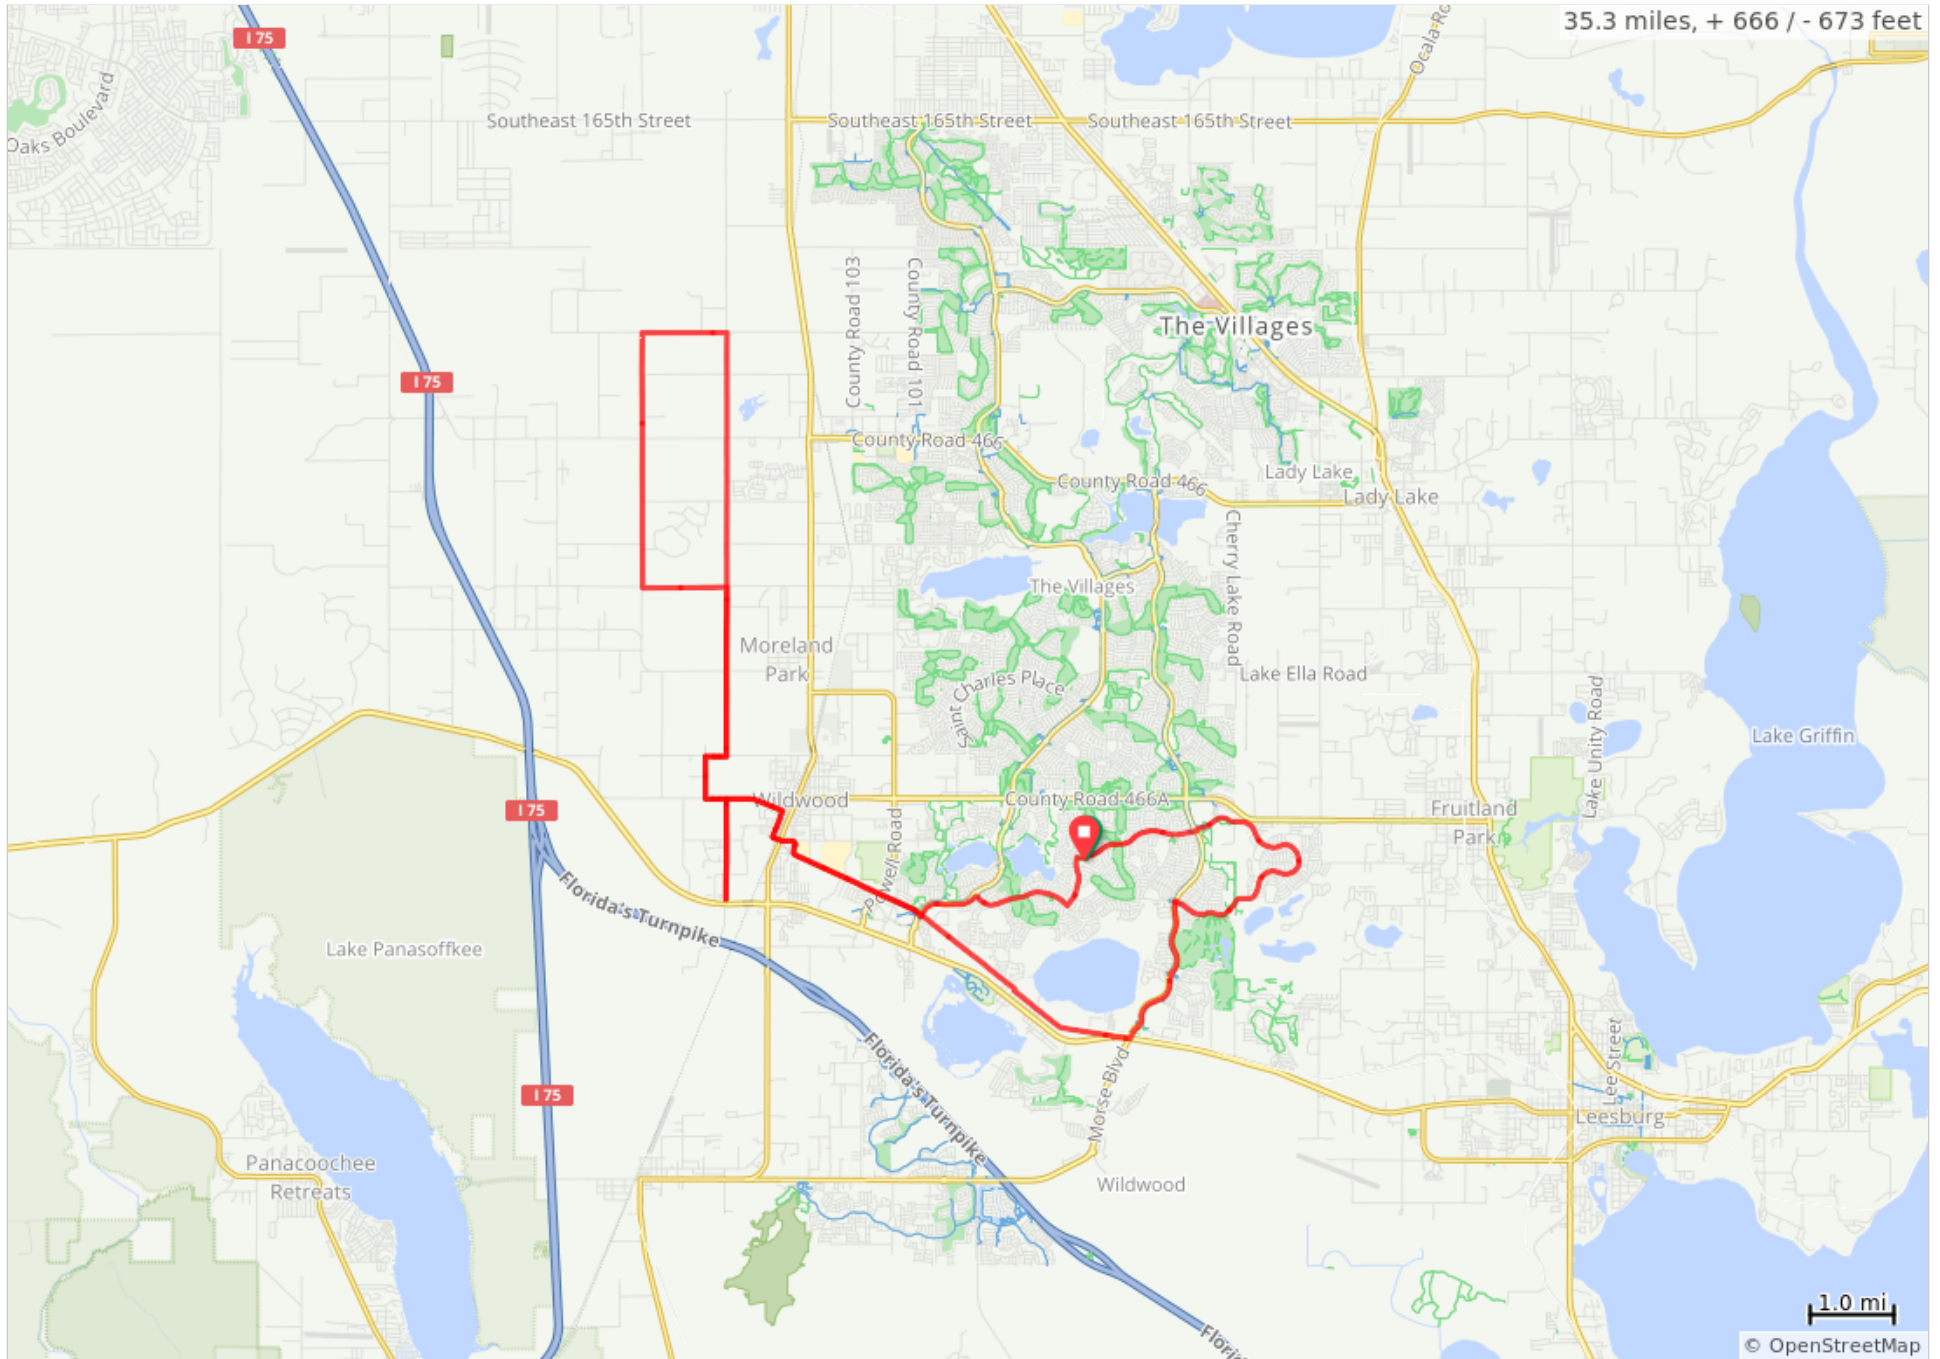 35.3 miles, + 666 / - 673 feet
I 75
Oaks Boulevard
Southeast 165th Street
Southeast 165th Street
Southeast 165th Street
County Road 103
County Road 101
The Villages
I 75
County Road 466
County Road 466
Lady Lake
Lady Lake
Cherry Lake Road
The Villages
Moreland
Park
Saint Charles Place
Lake Ella Road
Lake Unity Road
Lake Griffin
I 75
Wildwood
County Road 466A
Fruitland
Park
Powell Road
Florida's Turnpike
Lake Panasoffkee
Florida's Turnpike
I 75
Morse Blvd
Lee Street
Leesburg
Panacoochee
Retreats
Wildwood
1.0 mi
© OpenStreetMap